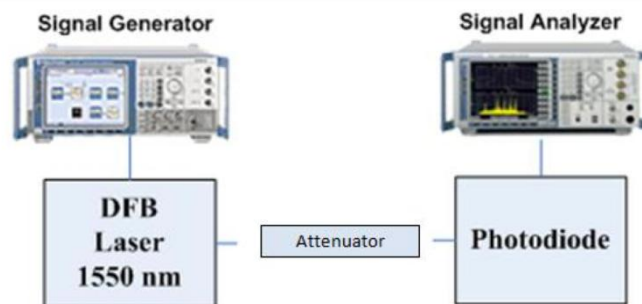 Signal Generator
Signal Analyzer
DFB
Laser
1550 nm
Attenuator
Photodiode